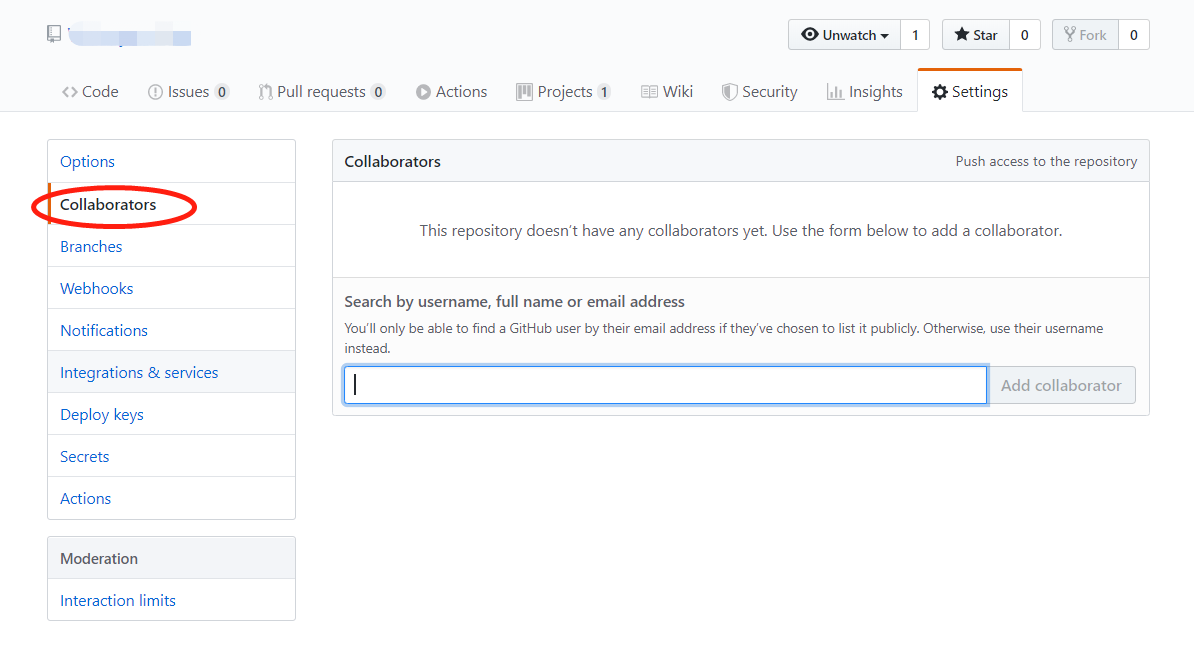 Unwatch 1 Star 0 Fork 0
Code Issues 0 Pull requests 0 Actions Projects 1 Wiki Security Insights Settings
Options
Collaborators
Branches
Webhooks
Notifications
Integrations & services
Deploy keys
Secrets
Actions
Moderation
Interaction limits
Collaborators Push access to the repository
This repository doesn't have any collaborators yet. Use the form below to add a collaborator.
Search by username, full name or email address
You'll only be able to find a GitHub user by their email address if they've chosen to list it publicly. Otherwise, use their username
instead.
Add collaborator